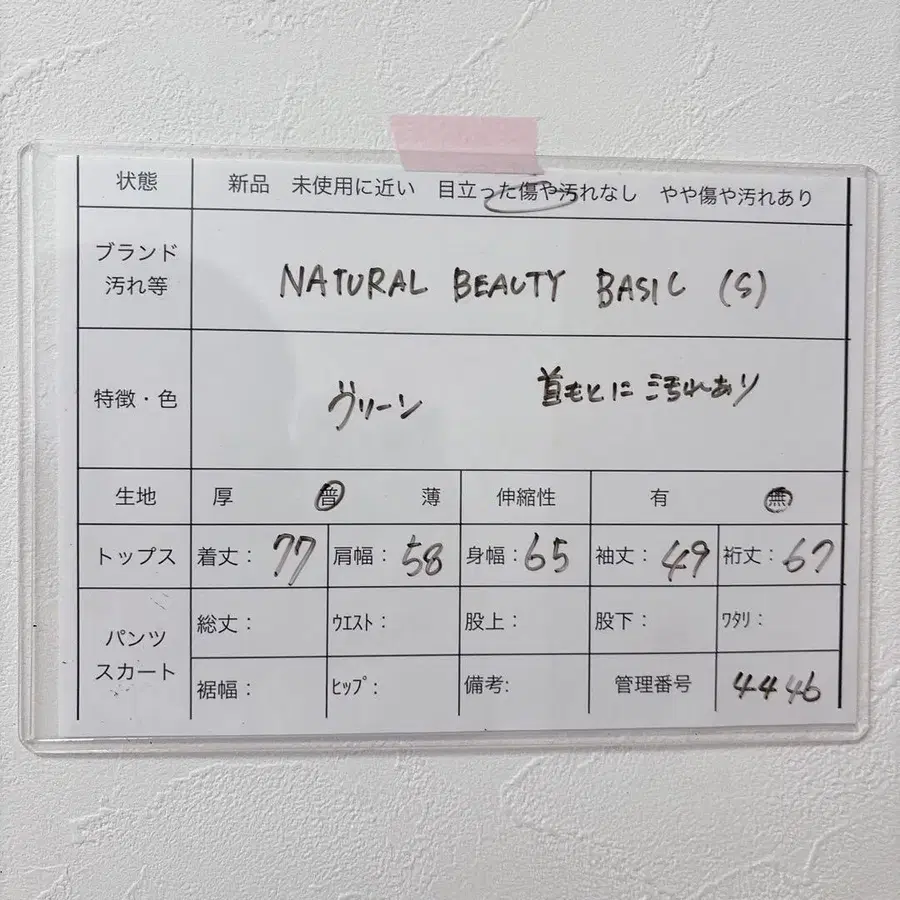 状態 新品 未使用に近い 目立った傷や汚れなし やや傷や汚れあり
ブランド
汚れ等
NATURAL BEAUTY BASIC (S)
特徴・色
グリーン 首もとに汚れあり
生地 厚 普 薄 伸縮性 有 無
トップス 着丈: 77 肩幅: 58 身幅: 65 袖丈: 49 裄丈: 67
パンツ
スカート
総丈: ウエスト: 股上: 股下: ワタリ:
裾幅: ヒップ: 備考: 管理番号 4446